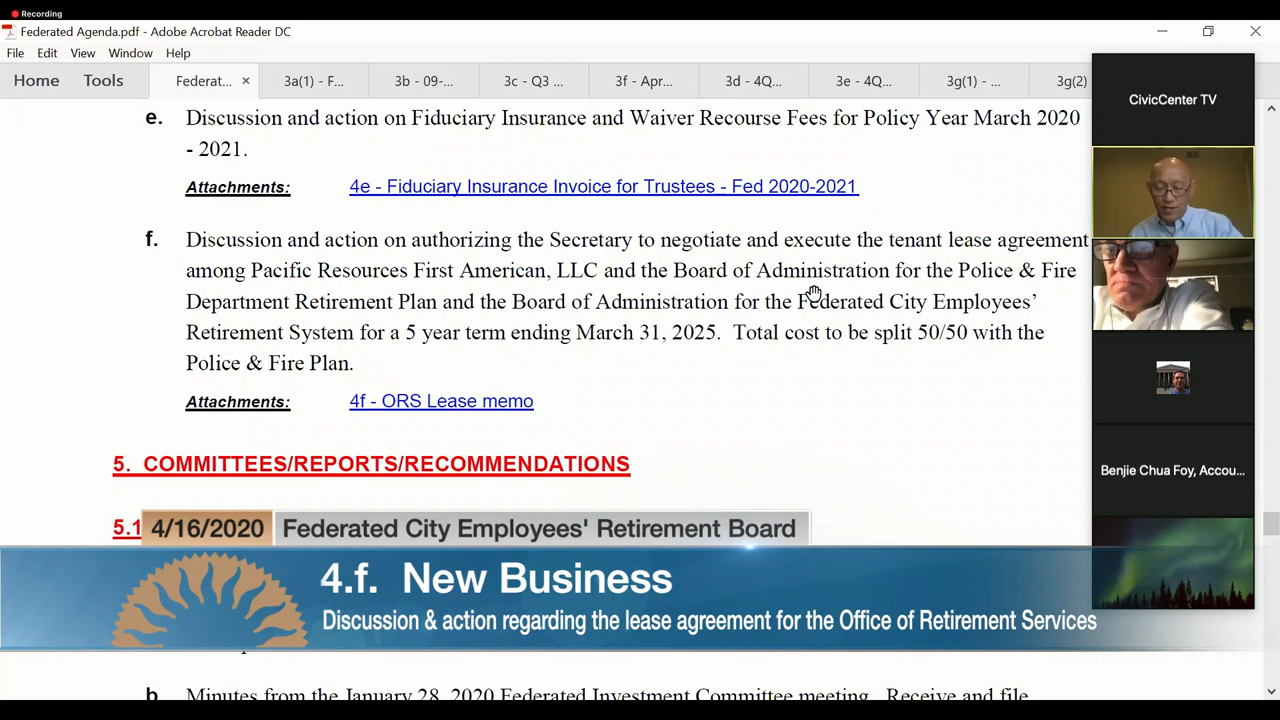 Recording
Federated Agenda.pdf - Adobe Acrobat Reader DC
File Edit View Window Help
Home Tools Federat... × 3a(1) - F... 3b - 09-... 3c - Q3 ... 3f - Apr... 3d - 4Q... 3e - 4Q... 3g(1) - ... 3g(2)
CivicCenter TV
e. Discussion and action on Fiduciary Insurance and Waiver Recourse Fees for Policy Year March 2020
- 2021.
Attachments: 4e - Fiduciary Insurance Invoice for Trustees - Fed 2020-2021
f. Discussion and action on authorizing the Secretary to negotiate and execute the tenant lease agreement
among Pacific Resources First American, LLC and the Board of Administration for the Police & Fire
Department Retirement Plan and the Board of Administration for the Federated City Employees’
Retirement System for a 5 year term ending March 31, 2025. Total cost to be split 50/50 with the
Police & Fire Plan.
Attachments: 4f - ORS Lease memo
5. COMMITTEES/REPORTS/RECOMMENDATIONS
Benjie Chua Foy, Accou...
5.1
4/16/2020 Federated City Employees' Retirement Board
4.f. New Business
Discussion & action regarding the lease agreement for the Office of Retirement Services
b. Minutes from the January 28, 2020 Federated Investment Committee meeting. Receive and file.